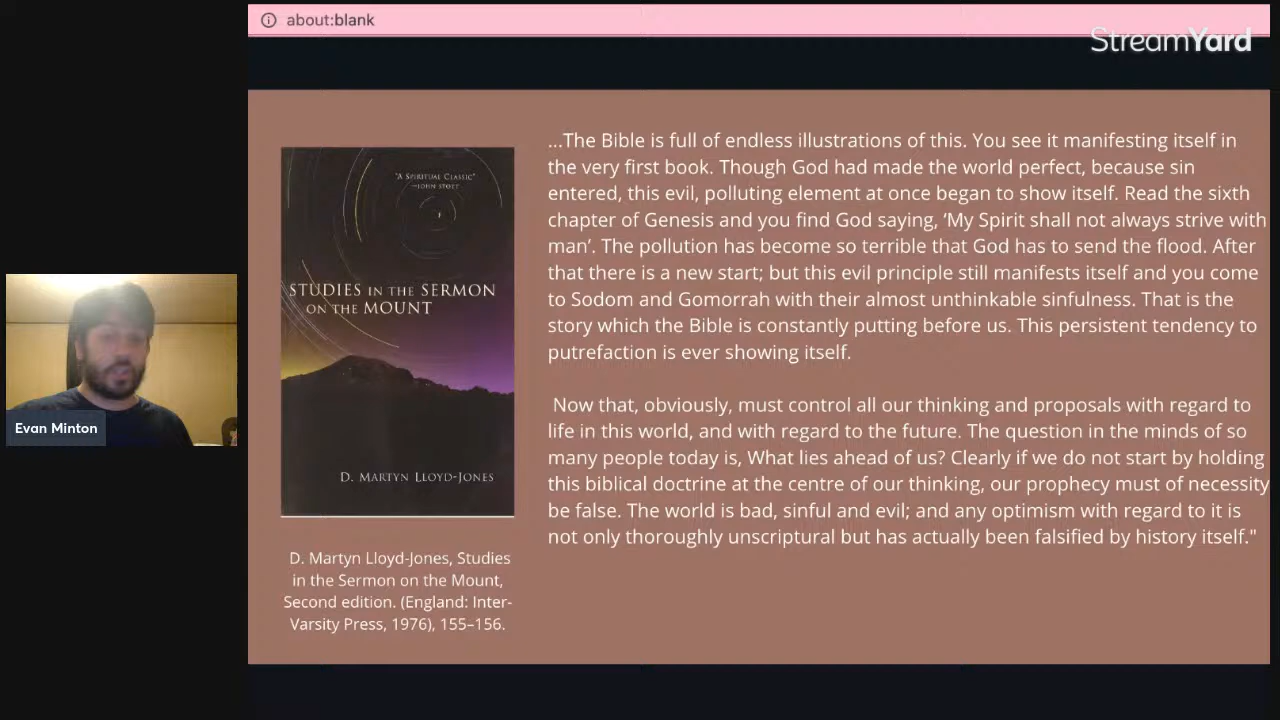 about:blank
StreamYard
...The Bible is full of endless illustrations of this. You see it manifesting itself in
the very first book. Though God had made the world perfect, because sin
entered, this evil, polluting element at once began to show itself. Read the sixth
chapter of Genesis and you find God saying, ‘My Spirit shall not always strive with
man’. The pollution has become so terrible that God has to send the flood. After
that there is a new start; but this evil principle still manifests itself and you come
to Sodom and Gomorrah with their almost unthinkable sinfulness. That is the
story which the Bible is constantly putting before us. This persistent tendency to
putrefaction is ever showing itself.
Now that, obviously, must control all our thinking and proposals with regard to
life in this world, and with regard to the future. The question in the minds of so
many people today is, What lies ahead of us? Clearly if we do not start by holding
this biblical doctrine at the centre of our thinking, our prophecy must of necessity
be false. The world is bad, sinful and evil; and any optimism with regard to it is
not only thoroughly unscriptural but has actually been falsified by history itself."
"A SPIRITUAL CLASSIC"
—JOHN STOTT
STUDIES IN THE SERMON
ON THE MOUNT
D. MARTYN LLOYD-JONES
D. Martyn Lloyd-Jones, Studies
in the Sermon on the Mount,
Second edition. (England: Inter-
Varsity Press, 1976), 155–156.
Evan Minton